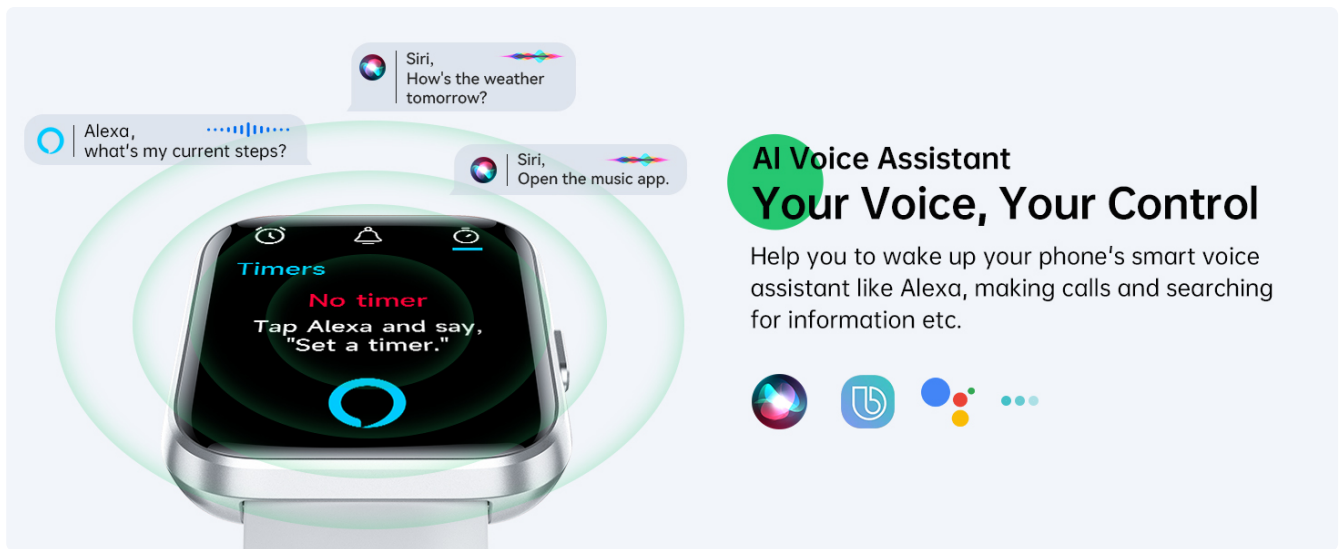 Siri,
How's the weather
tomorrow?
Alexa,
what's my current steps?
Siri,
Open the music app.
Timers
No timer
Tap Alexa and say,
"Set a timer."
AI Voice Assistant
Your Voice, Your Control
Help you to wake up your phone's smart voice
assistant like Alexa, making calls and searching
for information etc.